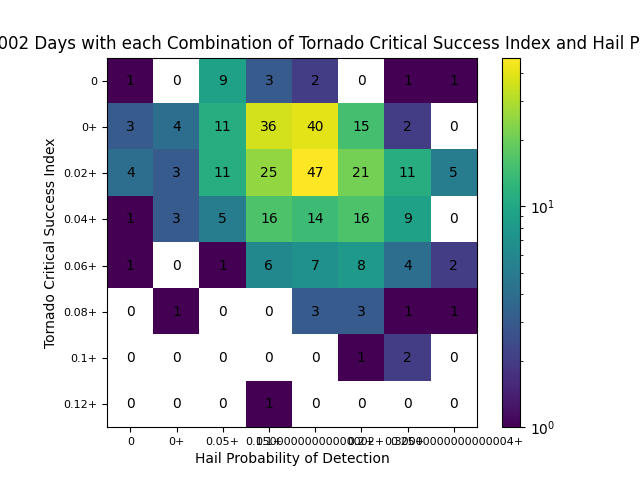 002 Days with each Combination of Tornado Critical Success Index and Hail P
0 1 0 9 3 2 0 1 1
0+ 3 4 11 36 40 15 2 0
0.02+ 4 3 11 25 47 21 11 5
0.04+ 1 3 5 16 14 16 9 0
0.06+ 1 0 1 6 7 8 4 2
0.08+ 0 1 0 0 3 3 1 1
0.1+ 0 0 0 0 0 1 2 0
0.12+ 0 0 0 1 0 0 0 0
0 0+ 0.05+
Hail Probability of Detection
Tornado Critical Success Index
10^1
10^0